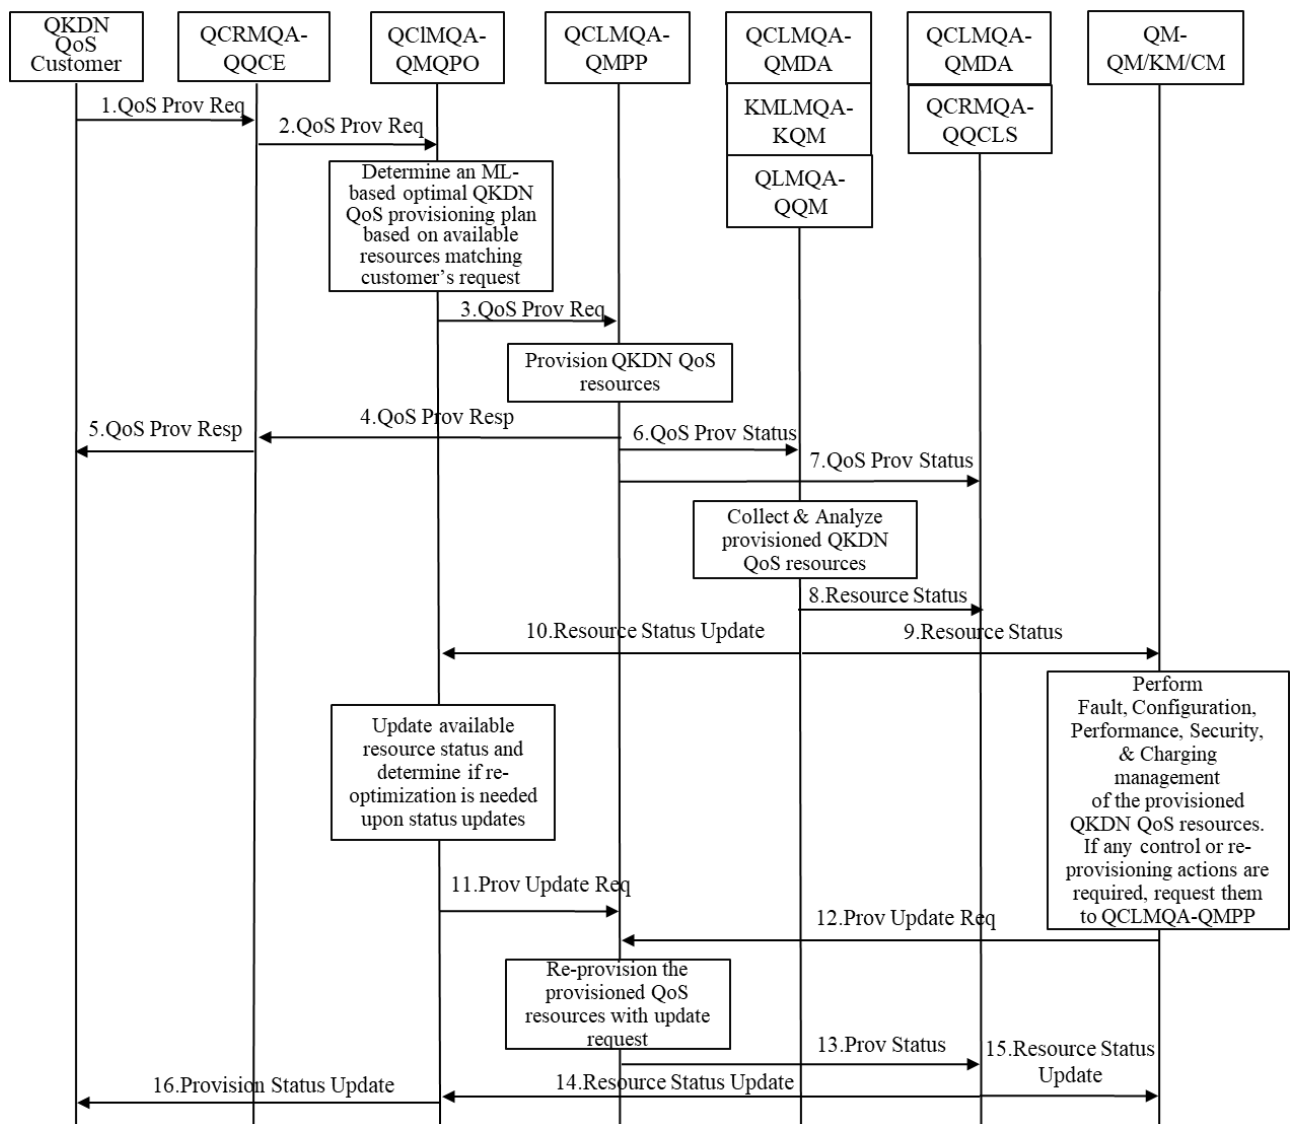 QKDN
QoS
Customer
QCRMQA-
QQCE
QClMQA-
QMQPO
QCLMQA-
QMPP
QCLMQA-
QMDA
KMLMQA-
KQM
QLMQA-
QQM
QCLMQA-
QMDA
QCRMQA-
QQCLS
QM-
QM/KM/CM
1.QoS Prov Req
2.QoS Prov Req
Determine an ML-
based optimal QKDN
QoS provisioning plan
based on available
resources matching
customer’s request
3.QoS Prov Req
Provision QKDN QoS
resources
4.QoS Prov Resp
5.QoS Prov Resp
6.QoS Prov Status
7.QoS Prov Status
Collect & Analyze
provisioned QKDN
QoS resources
8.Resource Status
10.Resource Status Update
9.Resource Status
Perform
Fault, Configuration,
Performance, Security,
& Charging
management
of the provisioned
QKDN QoS resources.
If any control or re-
provisioning actions are
required, request them
to QCLMQA-QMPP
Update available
resource status and
determine if re-
optimization is needed
upon status updates
11.Prov Update Req
12.Prov Update Req
Re-provision the
provisioned QoS
resources with update
request
13.Prov Status
15.Resource Status
Update
14.Resource Status Update
16.Provision Status Update